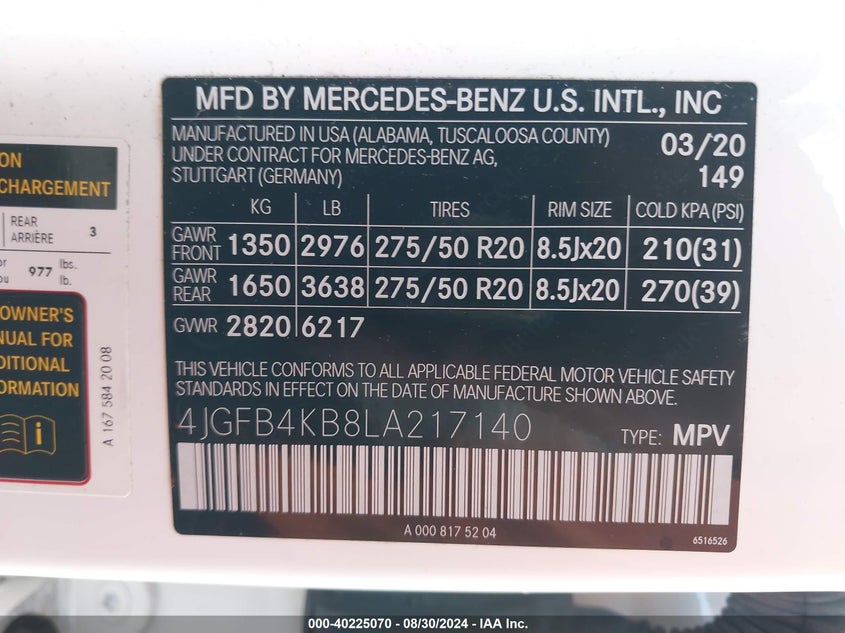 MFD BY MERCEDES-BENZ U.S. INTL., INC
MANUFACTURED IN USA (ALABAMA, TUSCALOOSA COUNTY) 03/20
UNDER CONTRACT FOR MERCEDES-BENZ AG,
STUTTGART (GERMANY) 149
KG LB TIRES RIM SIZE COLD KPA(PSI)
GAWR FRONT 1350 2976 275/50 R20 8.5Jx20 210(31)
GAWR REAR 1650 3638 275/50 R20 8.5Jx20 270(39)
GVWR 2820 6217
THIS VEHICLE CONFORMS TO ALL APPLICABLE FEDERAL MOTOR VEHICLE SAFETY
STANDARDS IN EFFECT ON THE DATE OF MANUFACTURE SHOWN ABOVE.
4JGFB4KB8LA217140 TYPE: MPV
A 000 817 52 04
6516526
CHARGEMENT
REAR
ARRIÈRE 3
977 lbs.
lb.
OWNER'S
FOR
A 167 584 20 08
000-40225070 - 08/30/2024 - IAA Inc.